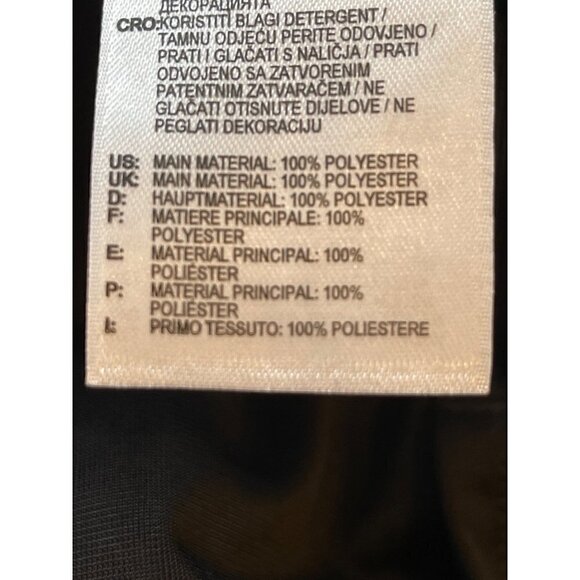 ДЕКОРАЦИЯТА
CRO:KORISTITI BLAGI DETERGENT /
TAMNU ODJEĆU PERITE ODOVJENO /
PRATI I GLAČATI S NALIČJA / PRATI
ODVOJENO SA ZATVORENIM
PATENTNIM ZATVARAČEM / NE
GLAČATI OTISNUTE DIJELOVE / NE
PEGLATI DEKORACIJU
US: MAIN MATERIAL: 100% POLYESTER
UK: MAIN MATERIAL: 100% POLYESTER
D: HAUPTMATERIAL: 100% POLYESTER
F: MATIERE PRINCIPALE: 100%
POLYESTER
E: MATERIAL PRINCIPAL: 100%
POLIÉSTER
P: MATERIAL PRINCIPAL: 100%
POLIÉSTER
I: PRIMO TESSUTO: 100% POLIESTERE